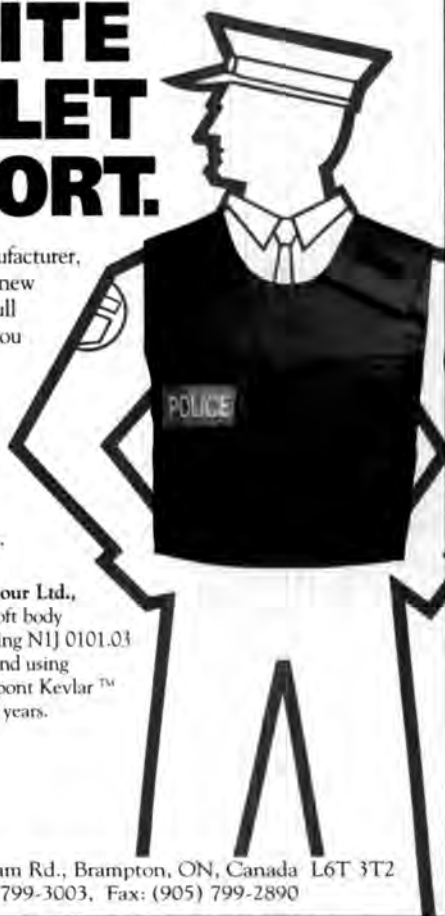 ITE
LET
ORT.
ufacturer,
new
ull
ou
POLICE
.
our Ltd.,
oft body
ing N1J 0101.03
nd using
pont Kevlar ™
years.
am Rd., Brampton, ON, Canada L6T 3T2
799-3003, Fax: (905) 799-2890